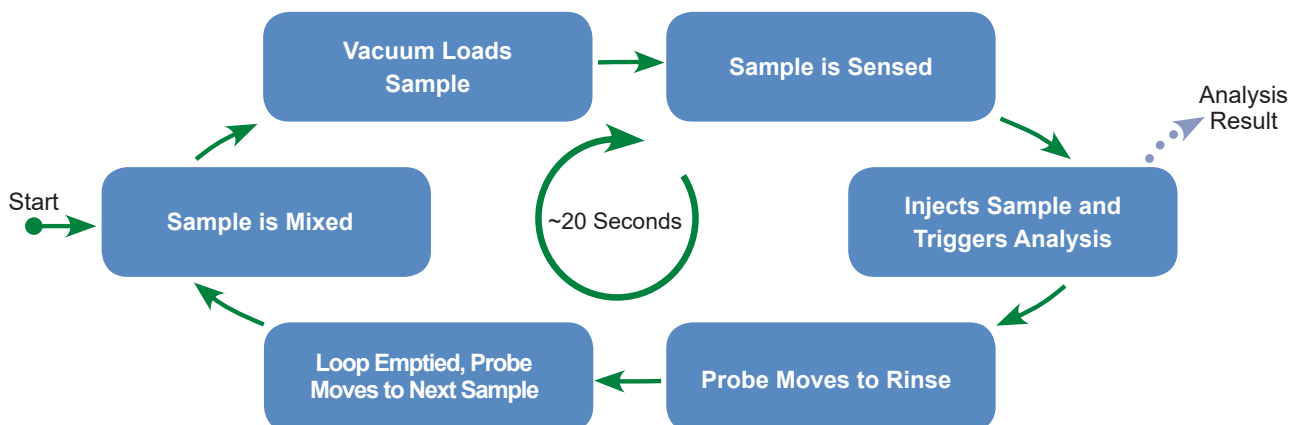 Start
Sample is Mixed
Vacuum Loads
Sample
Sample is Sensed
Injects Sample and
Triggers Analysis
Analysis
Result
Probe Moves to Rinse
Loop Emptied, Probe
Moves to Next Sample
~20 Seconds